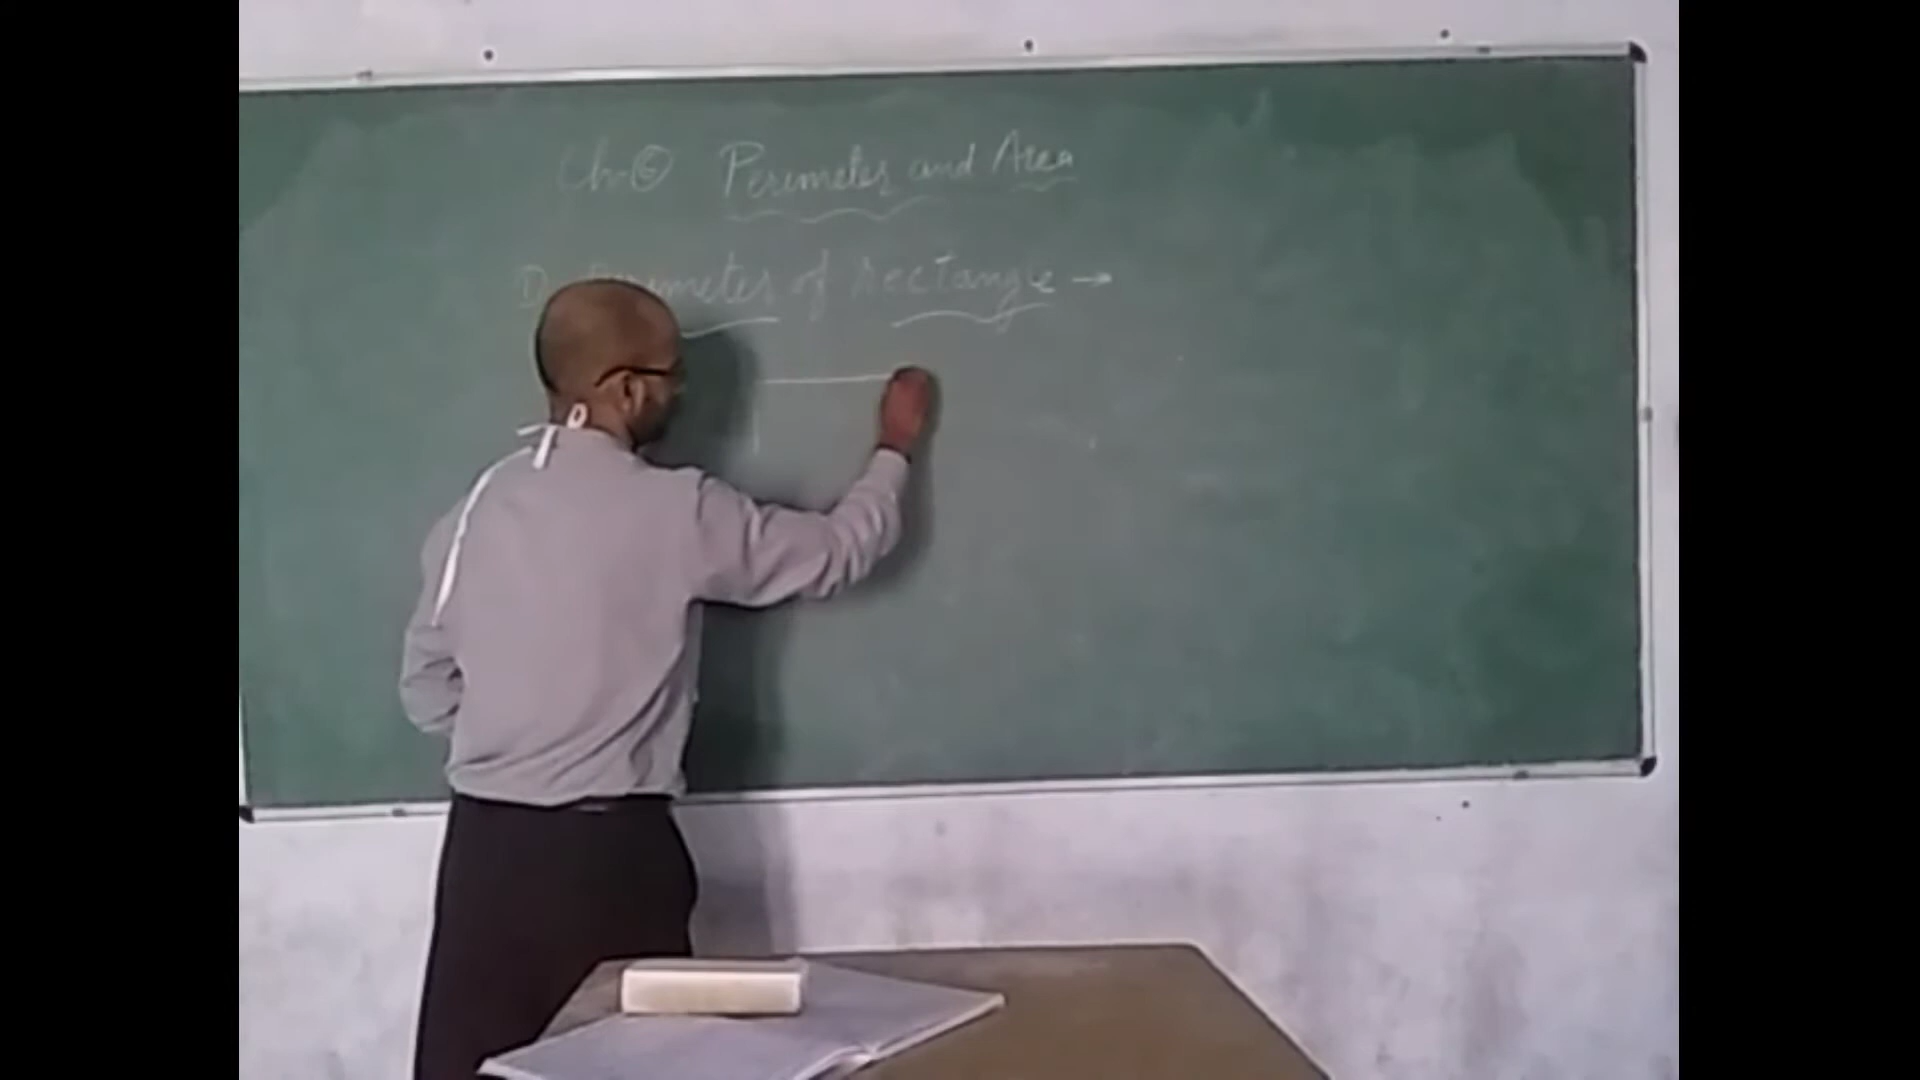 Ch-⑥ Perimeter and Area
Perimeter of rectangle →